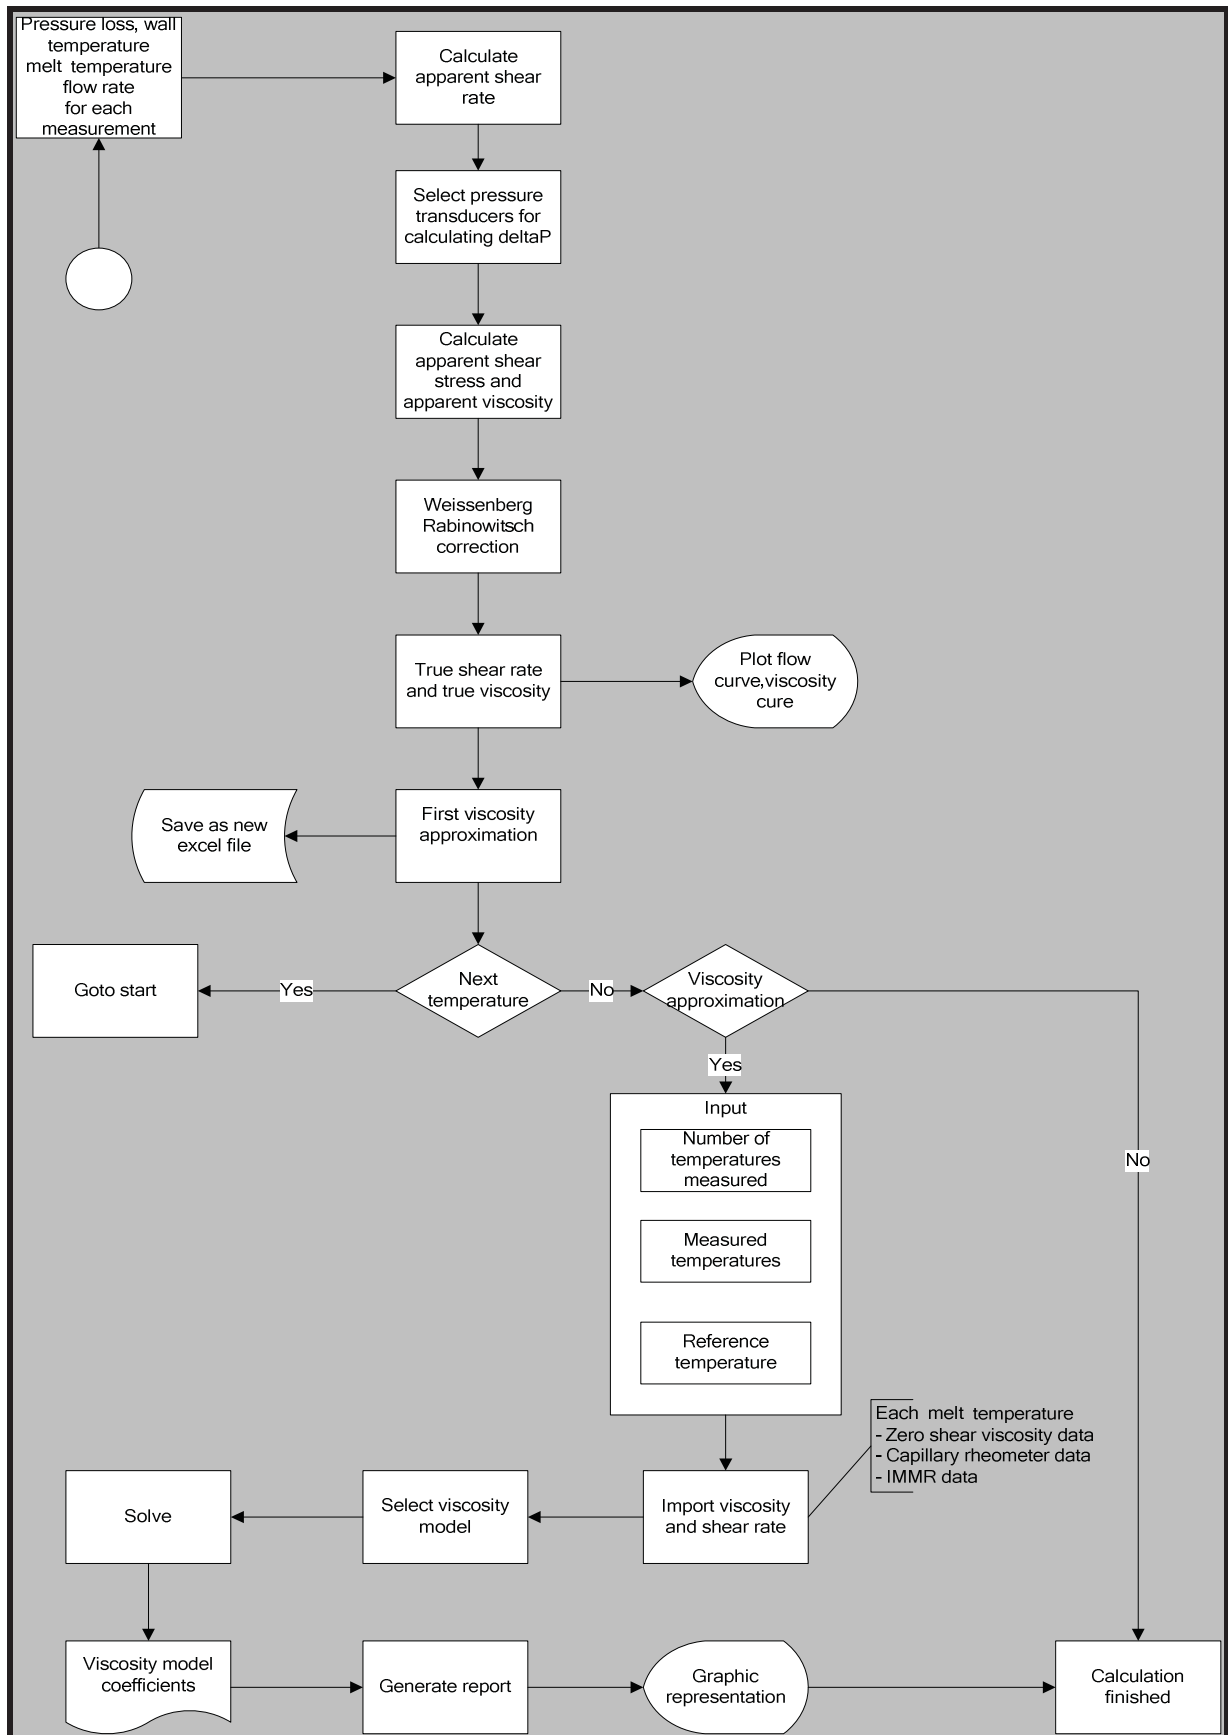 Pressure loss, wall
temperature
melt temperature
flow rate
for each
measurement
Calculate
apparent shear
rate
Select pressure
transducers for
calculating deltaP
Calculate
apparent shear
stress and
apparent viscosity
Weissenberg
Rabinowitsch
correction
True shear rate
and true viscosity
Plot flow
curve,viscosity
cure
First viscosity
approximation
Save as new
excel file
Next
temperature
Yes
Goto start
No
Viscosity
approximation
Yes
No
Input
Number of
temperatures
measured
Measured
temperatures
Reference
temperature
Each melt temperature
- Zero shear viscosity data
- Capillary rheometer data
- IMMR data
Import viscosity
and shear rate
Select viscosity
model
Solve
Viscosity model
coefficients
Generate report
Graphic
representation
Calculation
finished